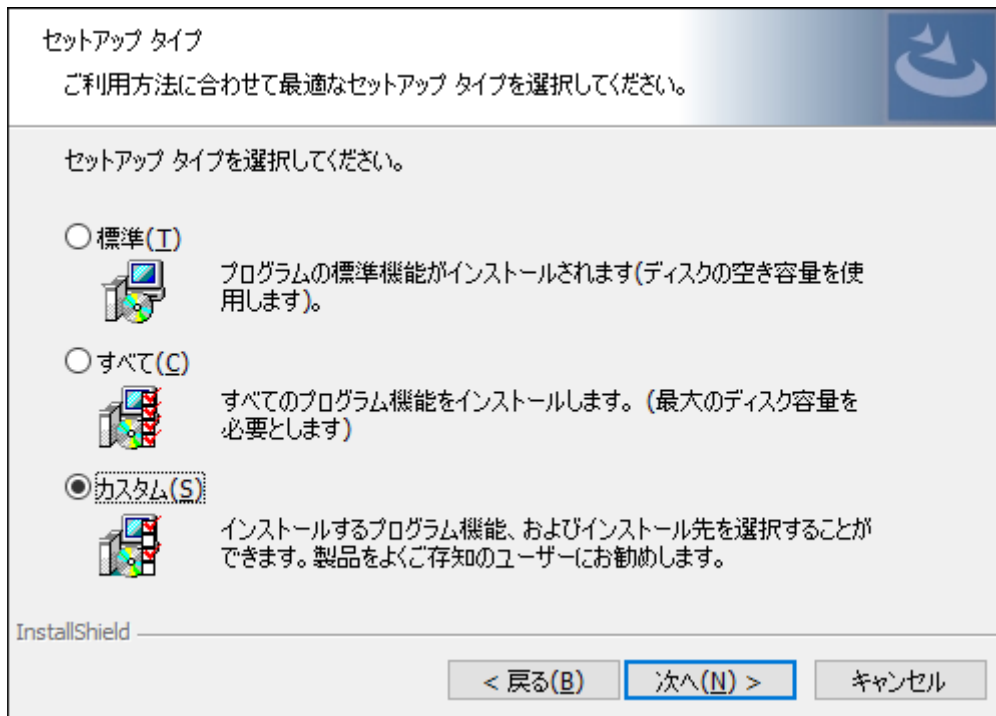 セットアップ タイプ
ご利用方法に合わせて最適なセットアップ タイプを選択してください。
セットアップ タイプを選択してください。
標準(T)
プログラムの標準機能がインストールされます(ディスクの空き容量を使
用します)。
すべて(C)
すべてのプログラム機能をインストールします。(最大のディスク容量を
必要とします)
カスタム(S)
インストールするプログラム機能、およびインストール先を選択することが
できます。製品をよくご存知のユーザーにお勧めします。
InstallShield
< 戻る(B)
次へ(N) >
キャンセル